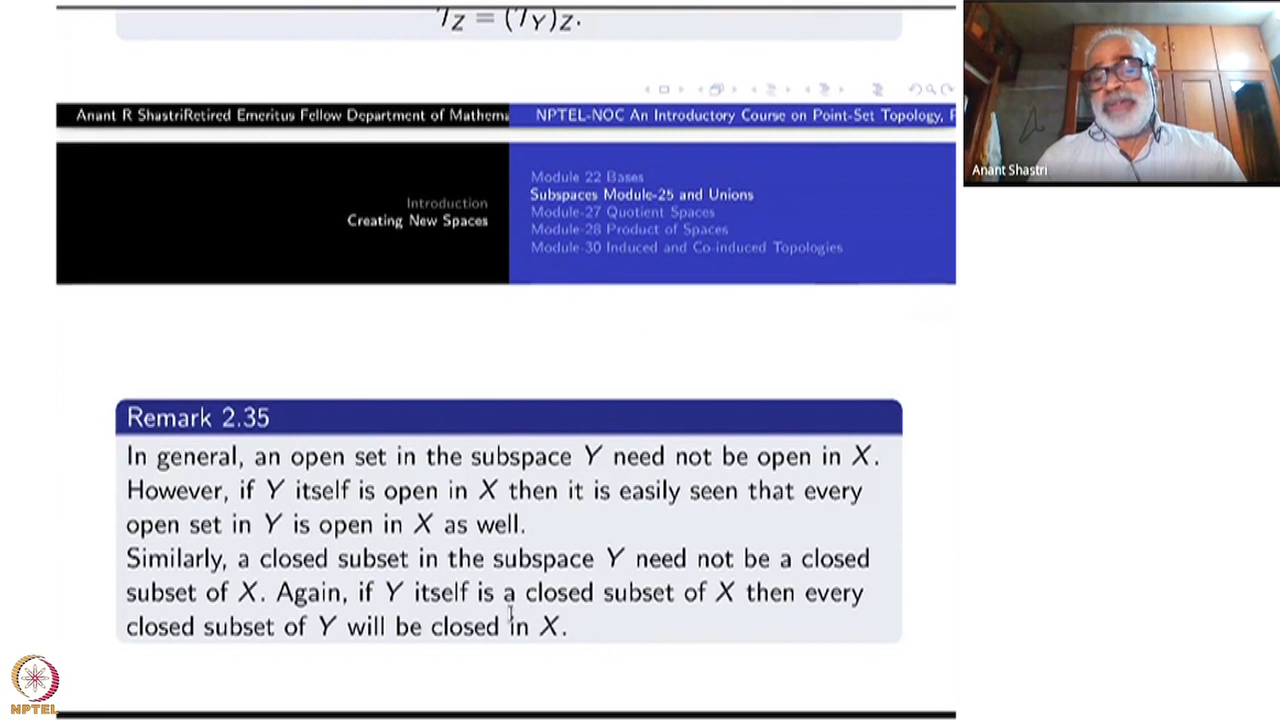 𝒯_Z = (𝒯_Y)_Z.
Anant R ShastriRetired Emeritus Fellow Department of Mathema
NPTEL-NOC An Introductory Course on Point-Set Topology, P
Introduction
Creating New Spaces
Module 22 Bases
Subspaces Module-25 and Unions
Module-27 Quotient Spaces
Module-28 Product of Spaces
Module-30 Induced and Co-induced Topologies
Anant Shastri
Remark 2.35
In general, an open set in the subspace Y need not be open in X.
However, if Y itself is open in X then it is easily seen that every
open set in Y is open in X as well.
Similarly, a closed subset in the subspace Y need not be a closed
subset of X. Again, if Y itself is a closed subset of X then every
closed subset of Y will be closed in X.
NPTEL